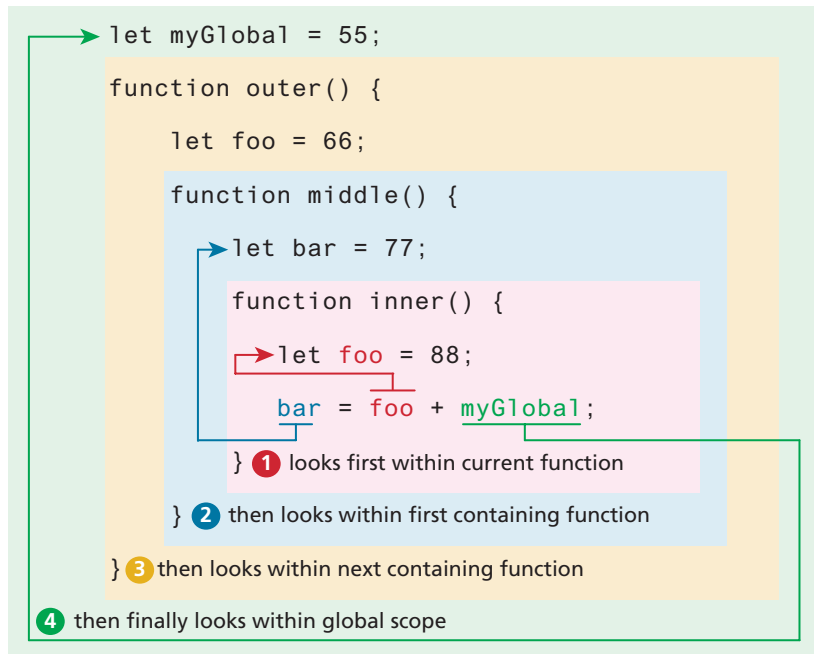 let myGlobal = 55;
function outer() {
let foo = 66;
function middle() {
let bar = 77;
function inner() {
let foo = 88;
bar = foo + myGlobal;
} 1 looks first within current function
} 2 then looks within first containing function
} 3 then looks within next containing function
4 then finally looks within global scope